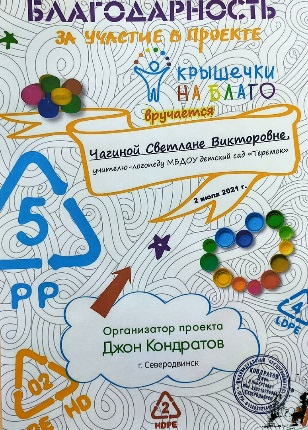 БЛАГОДАРНОСТЬ
ЗА УЧАСТИЕ В ПРОЕКТЕ
КРЫШЕЧКИ
НА БЛАГО
вручается
Чагиной Светлане Викторовне,
учителю-логопеду МБДОУ детский сад «Теремок»
2 июля 2021 г.
5
PP
4
LDPE
Организатор проекта
Джон Кондратов
г. Северодвинск
02
PE
HD
2
HDPE